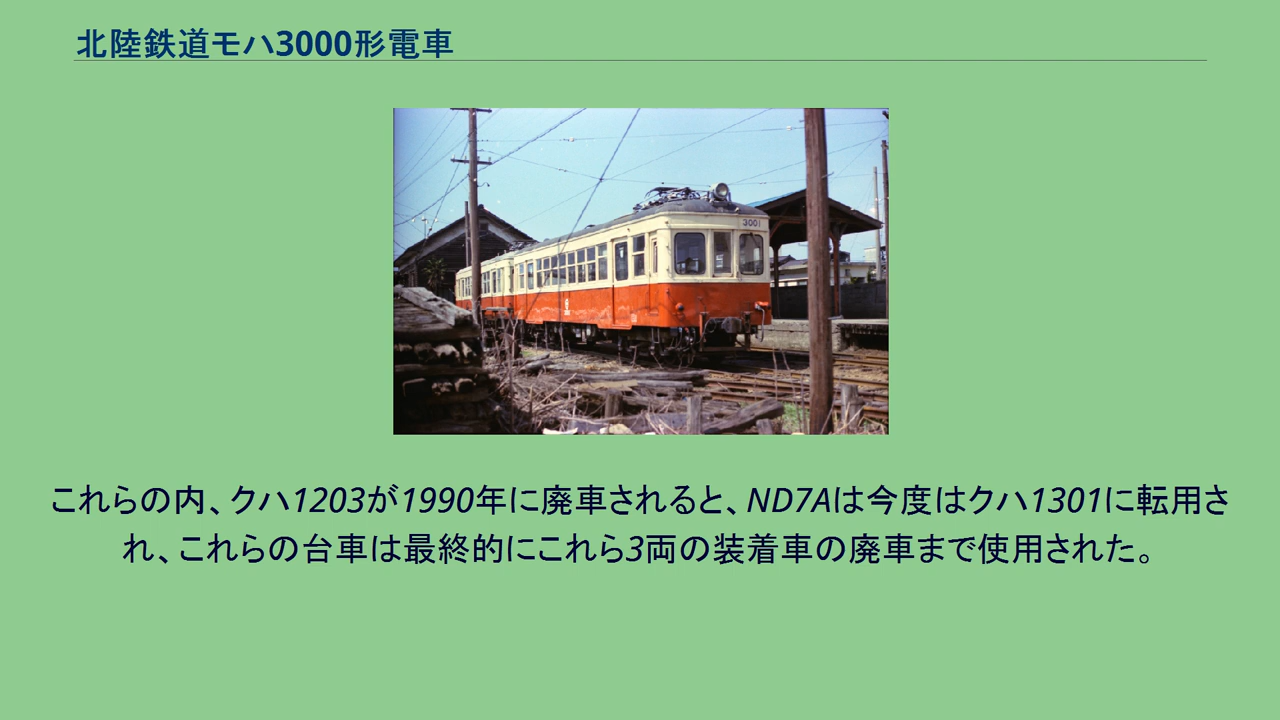 北陸鉄道モハ3000形電車
3001
これらの内、クハ1203が1990年に廃車されると、ND7Aは今度はクハ1301に転用さ
れ、これらの台車は最終的にこれら3両の装着車の廃車まで使用された。